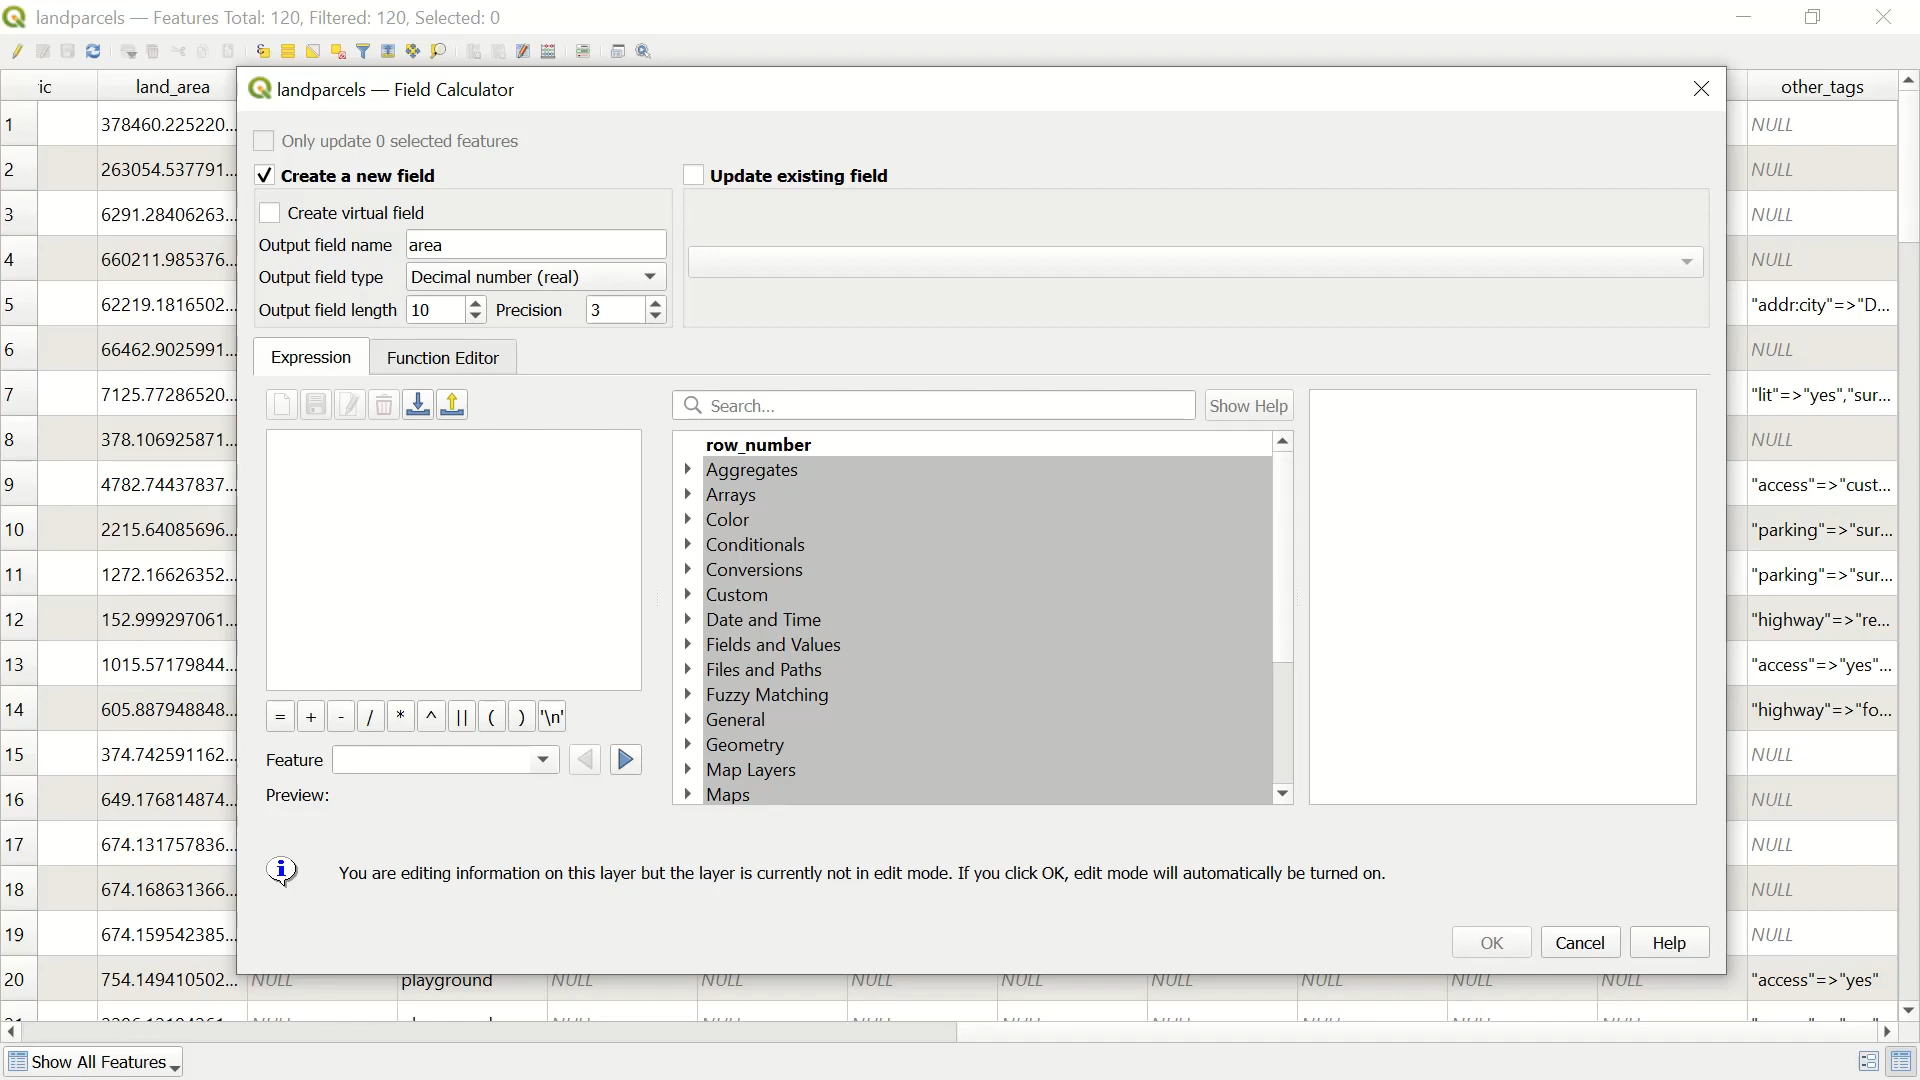 landparcels — Features Total: 120, Filtered: 120, Selected: 0
ic land_area other_tags
landparcels — Field Calculator
Only update 0 selected features
Create a new field
Update existing field
Create virtual field
Output field name area
Output field type Decimal number (real)
Output field length 10 Precision 3
Expression Function Editor
Search... Show Help
row_number
Aggregates
Arrays
Color
Conditionals
Conversions
Custom
Date and Time
Fields and Values
Files and Paths
Fuzzy Matching
General
Geometry
Map Layers
Maps
= + - / * ^ || ( ) '\n'
Feature
Preview:
You are editing information on this layer but the layer is currently not in edit mode. If you click OK, edit mode will automatically be turned on.
OK Cancel Help
1 378460.225220... NULL
2 263054.537791... NULL
3 6291.28406263... NULL
4 660211.985376... NULL
5 62219.1816502... "addr:city"=>"D...
6 66462.9025991... NULL
7 7125.77286520... "lit"=>"yes","sur...
8 378.106925871... NULL
9 4782.74437837... "access"=>"cust...
10 2215.64085696... "parking"=>"sur...
11 1272.16626352... "parking"=>"sur...
12 152.999297061... "highway"=>"re...
13 1015.57179844... "access"=>"yes"...
14 605.887948848... "highway"=>"fo...
15 374.742591162... NULL
16 649.176814874... NULL
17 674.131757836... NULL
18 674.168631366... NULL
19 674.159542385... NULL
20 754.149410502... NULL playground NULL NULL NULL NULL NULL NULL NULL NULL "access"=>"yes"
Show All Features